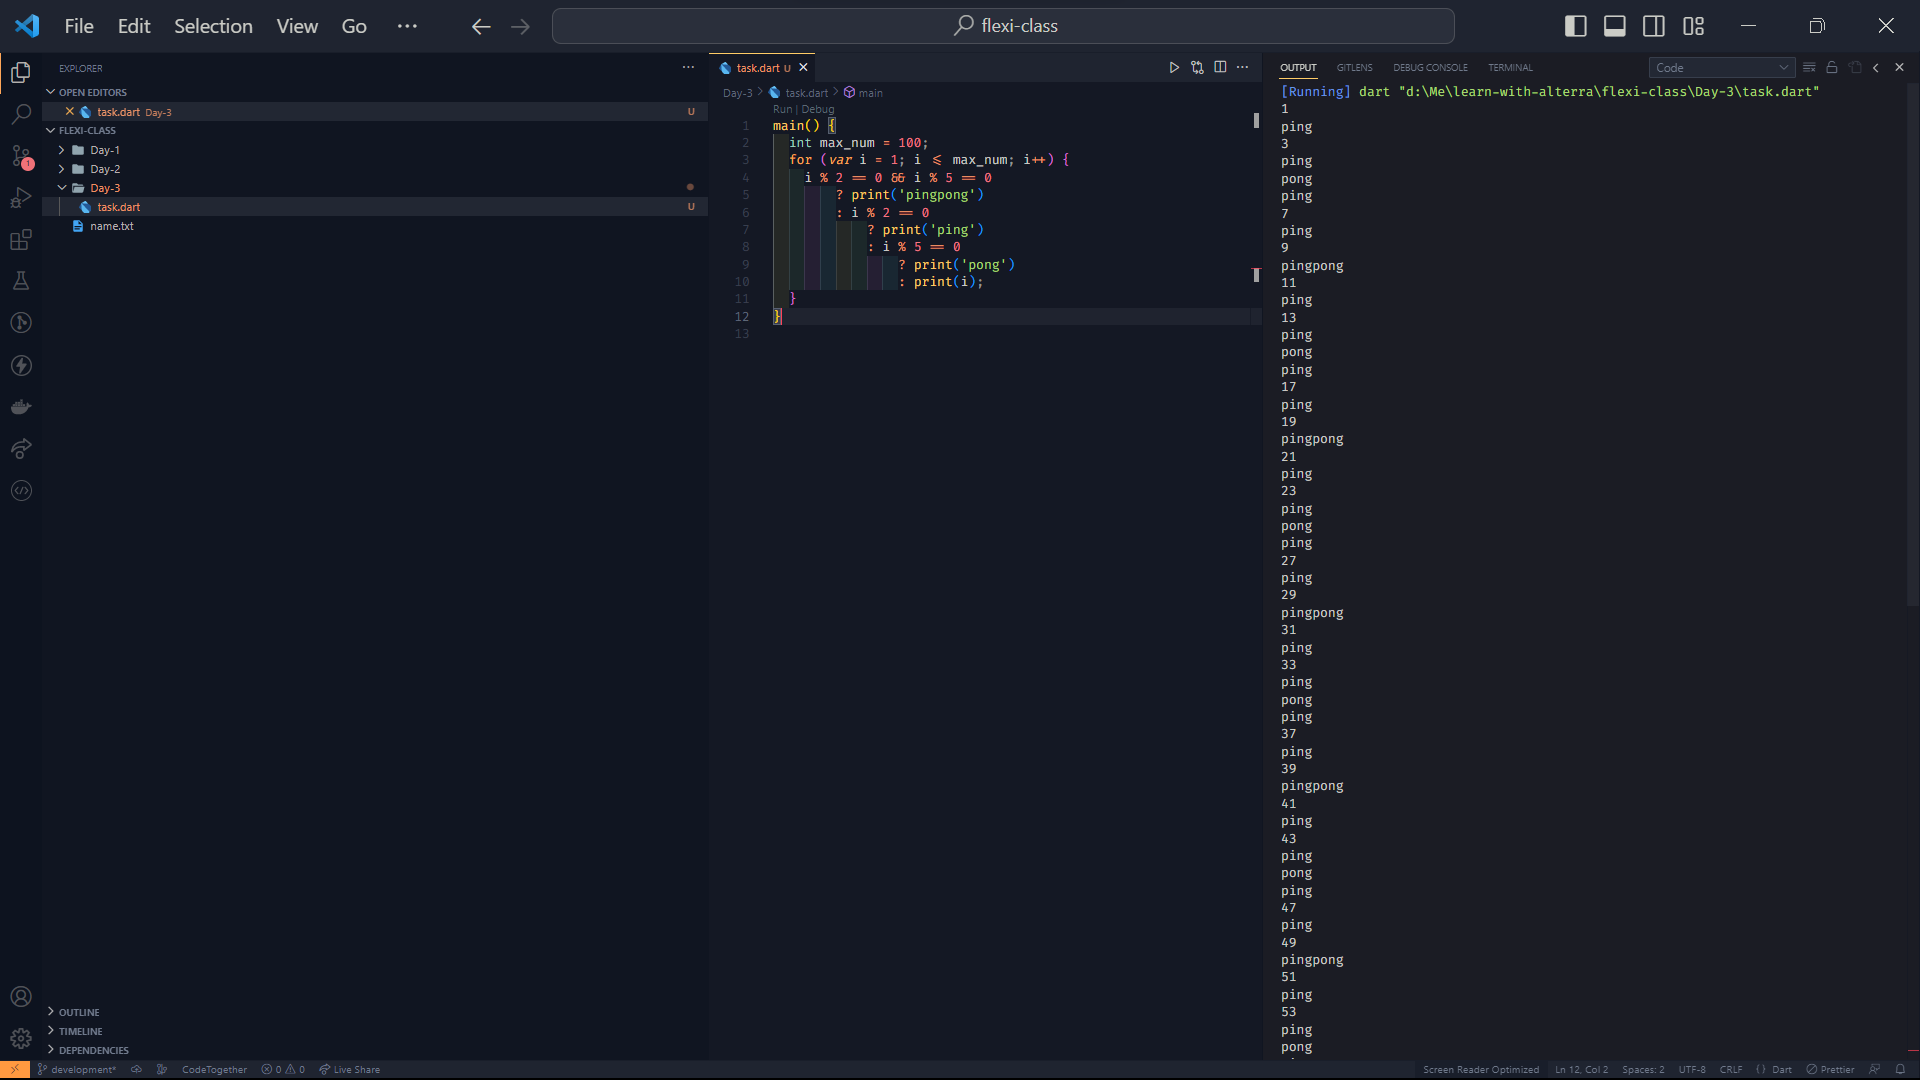 File Edit Selection View Go ··· flexi-class
EXPLORER ···
OPEN EDITORS
task.dart Day-3 U
FLEXI-CLASS
Day-1
Day-2
Day-3
task.dart U
name.txt
OUTLINE
TIMELINE
DEPENDENCIES
task.dart U
Day-3 > task.dart > main
Run | Debug
1 main() {
2 int max_num = 100;
3 for (var i = 1; i <= max_num; i++) {
4 i % 2 == 0 && i % 5 == 0
5 ? print('pingpong')
6 : i % 2 == 0
7 ? print('ping')
8 : i % 5 == 0
9 ? print('pong')
10 : print(i);
11 }
12 }
13
OUTPUT GITLENS DEBUG CONSOLE TERMINAL Code
[Running] dart "d:\Me\learn-with-alterra\flexi-class\Day-3\task.dart"
1
ping
3
ping
pong
ping
7
ping
9
pingpong
11
ping
13
ping
pong
ping
17
ping
19
pingpong
21
ping
23
ping
pong
ping
27
ping
29
pingpong
31
ping
33
ping
pong
ping
37
ping
39
pingpong
41
ping
43
ping
pong
ping
47
ping
49
pingpong
51
ping
53
ping
pong
development* CodeTogether 0 0 Live Share Screen Reader Optimized Ln 12, Col 2 Spaces: 2 UTF-8 CRLF {} Dart Prettier